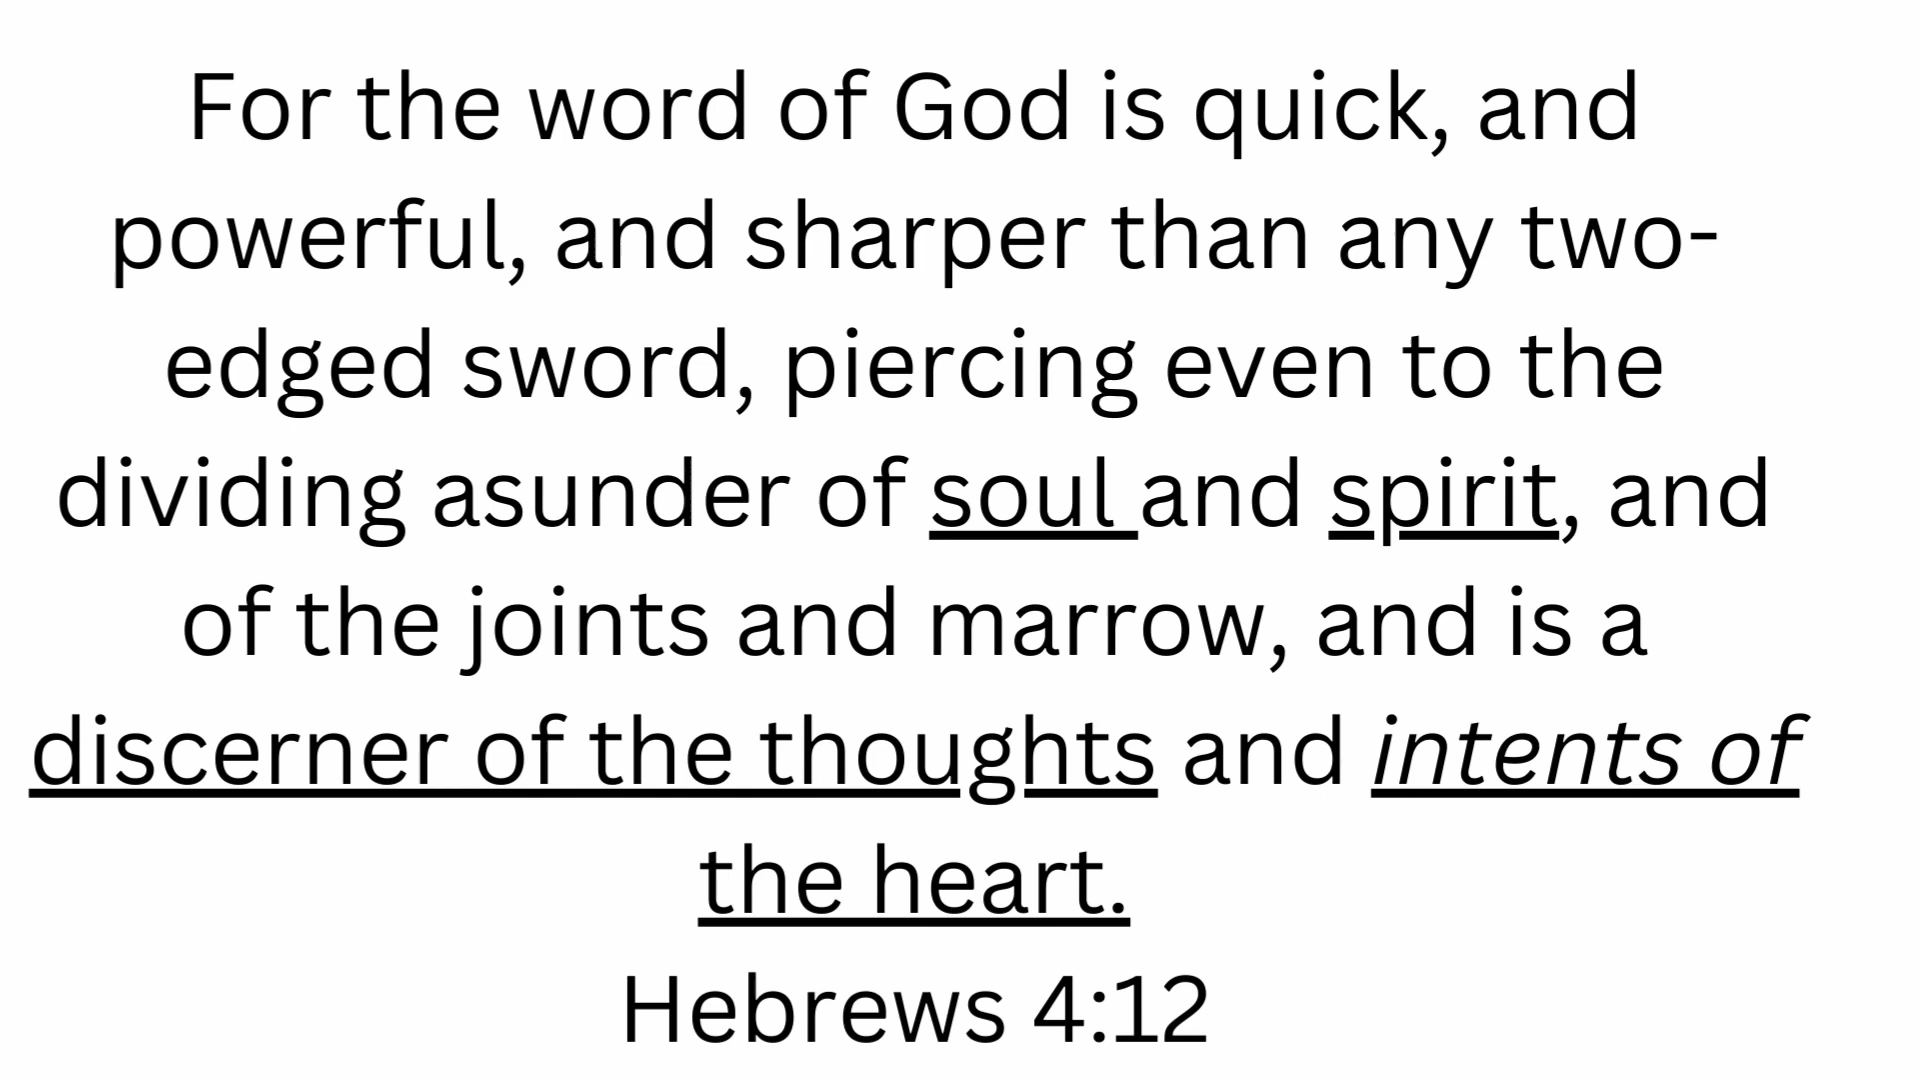 For the word of God is quick, and
powerful, and sharper than any two-
edged sword, piercing even to the
dividing asunder of soul and spirit, and
of the joints and marrow, and is a
discerner of the thoughts and intents of
the heart.
Hebrews 4:12